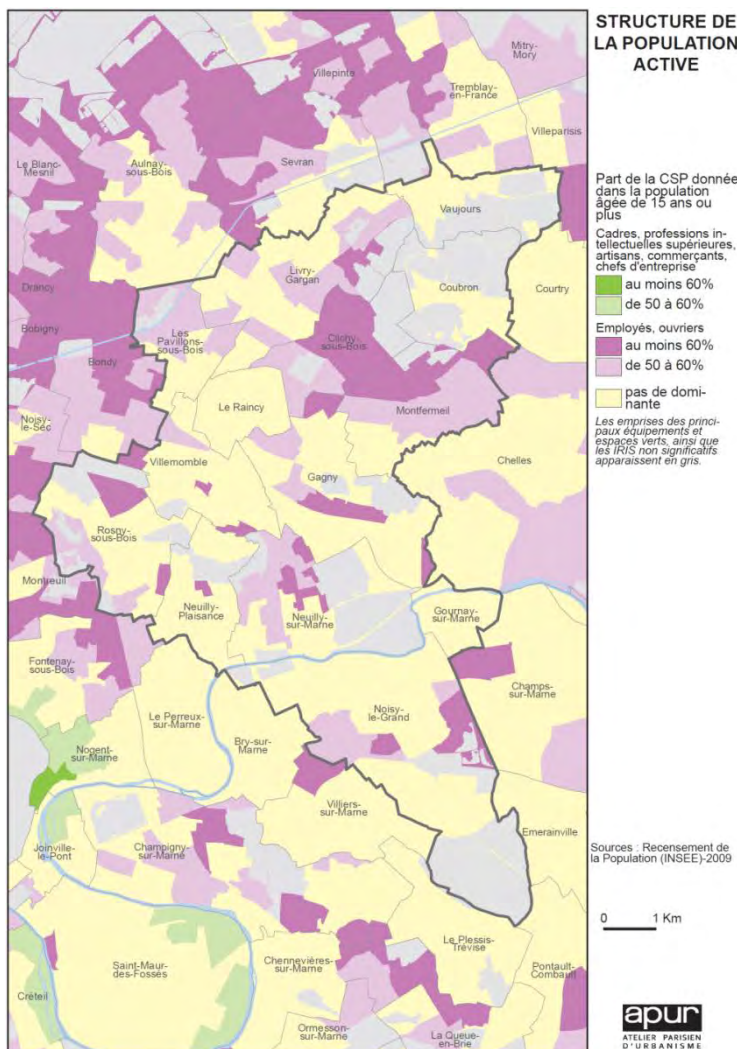 STRUCTURE DE
LA POPULATION
ACTIVE
Part de la CSP donnée
dans la population
âgée de 15 ans ou
plus
Cadres, professions in-
tellectuelles supérieures,
artisans, commerçants,
chefs d'entreprise
au moins 60%
de 50 à 60%
Employés, ouvriers
au moins 60%
de 50 à 60%
pas de domi-
nante
Les emprises des princi-
paux équipements et
espaces verts, ainsi que
les IRIS non significatifs
apparaissent en gris.
Mitry-
Mory
Villepinte
Tremblay-
en-France
Villeparisis
Le Blanc-
Mesnil
Aulnay-
sous-Bois
Sevran
Vaujours
Livry-
Gargan
Coubron
Courtry
Drancy
Bobigny
Les
Pavillons-
sous-Bois
Clichy-
sous-Bois
Bondy
Le Raincy
Montfermeil
Noisy-
le-Sec
Villemomble
Gagny
Chelles
Rosny-
sous-Bois
Montreuil
Neuilly-
Plaisance
Neuilly-
sur-Marne
Gournay-
sur-Marne
Fontenay-
sous-Bois
Champs-
sur-Marne
Le Perreux-
sur-Marne
Noisy-
le-Grand
Nogent-
sur-Marne
Bry-sur-
Marne
Villiers-
sur-Marne
Emerainville
Joinville-
le-Pont
Champigny-
sur-Marne
Sources : Recensement de
la Population (INSEE)-2009
0 1 Km
Le Plessis-
Trévise
Saint-Maur-
des-Fossés
Chennevières-
sur-Marne
Pontault-
Combault
Créteil
Ormesson-
sur-Marne
La Queue-
en-Brie
apur
ATELIER PARISIEN
D'URBANISME